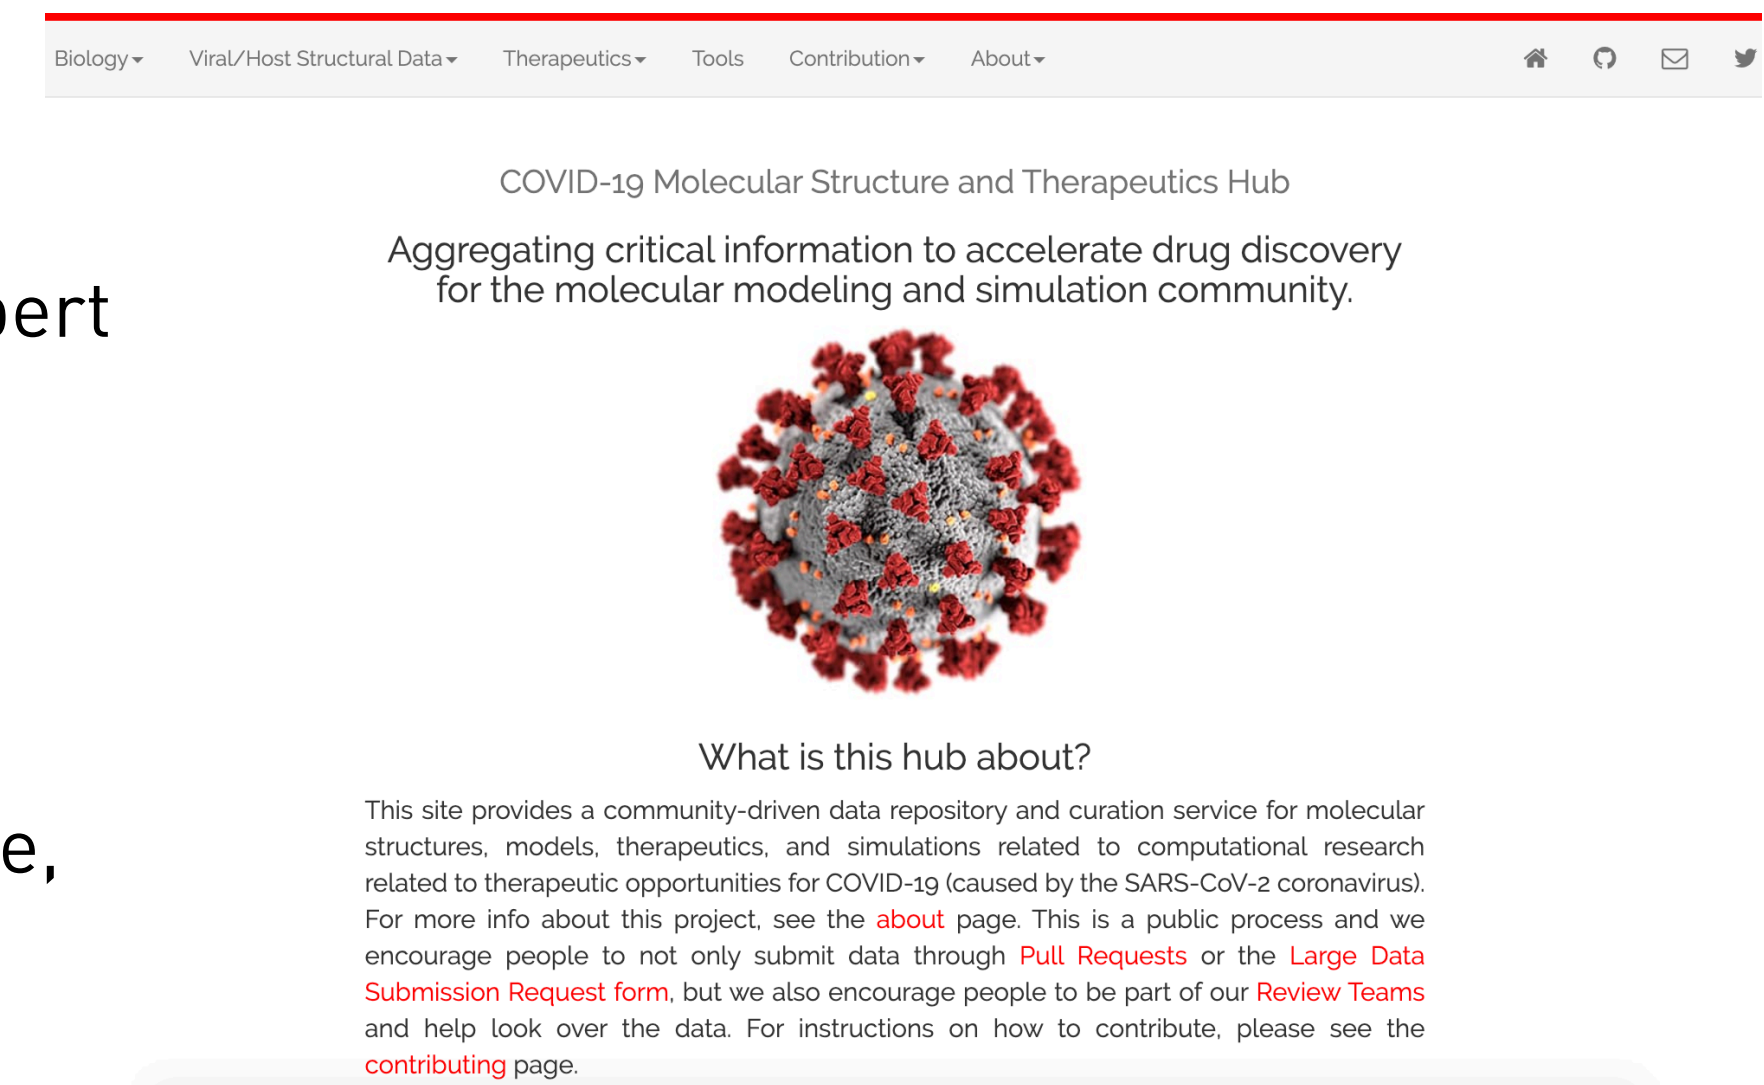 Biology Viral/Host Structural Data Therapeutics Tools Contribution About
COVID-19 Molecular Structure and Therapeutics Hub
Aggregating critical information to accelerate drug discovery
for the molecular modeling and simulation community.
What is this hub about?
This site provides a community-driven data repository and curation service for molecular
structures, models, therapeutics, and simulations related to computational research
related to therapeutic opportunities for COVID-19 (caused by the SARS-CoV-2 coronavirus).
For more info about this project, see the about page. This is a public process and we
encourage people to not only submit data through Pull Requests or the Large Data
Submission Request form, but we also encourage people to be part of our Review Teams
and help look over the data. For instructions on how to contribute, please see the
contributing page.